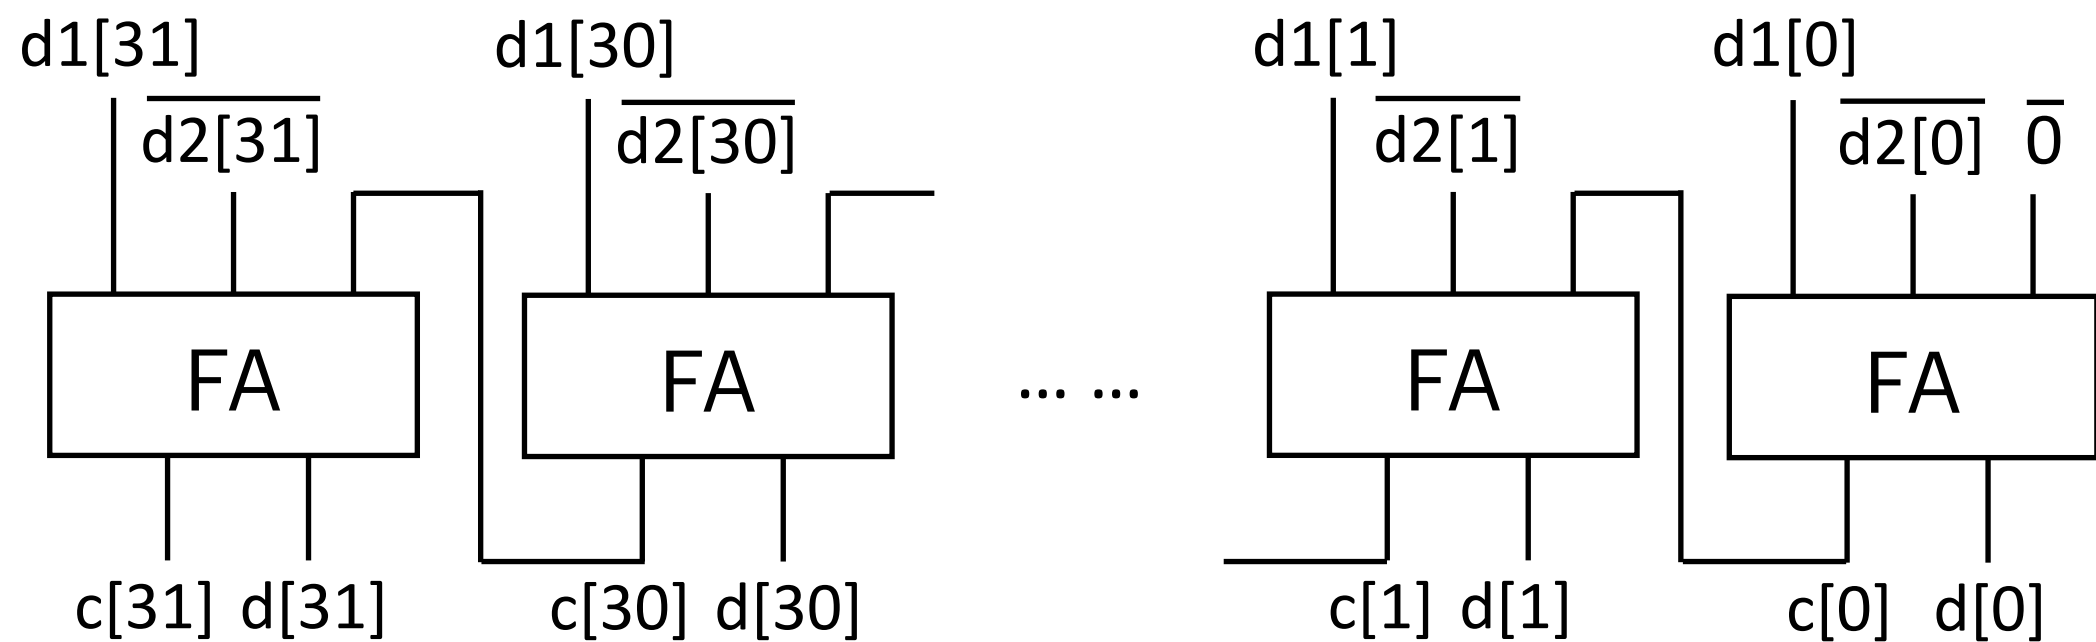 d1[31] d1[30] d1[1] d1[0]
d2[31] d2[30] d2[1] d2[0] 0
FA FA ... ... FA FA
c[31] d[31] c[30] d[30] c[1] d[1] c[0] d[0]